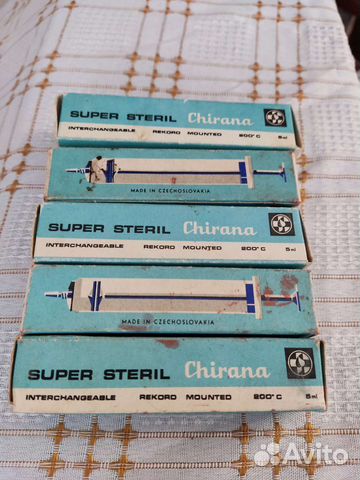 SUPER STERIL Chirana
INTERCHANGEABLE REKORD MOUNTED 200°C 5ml
MADE IN CZECHOSLOVAKIA
SUPER STERIL Chirana
INTERCHANGEABLE REKORD MOUNTED 200°C 5ml
MADE IN CZECHOSLOVAKIA
SUPER STERIL Chirana
INTERCHANGEABLE REKORD MOUNTED 200°C 5ml
Avito